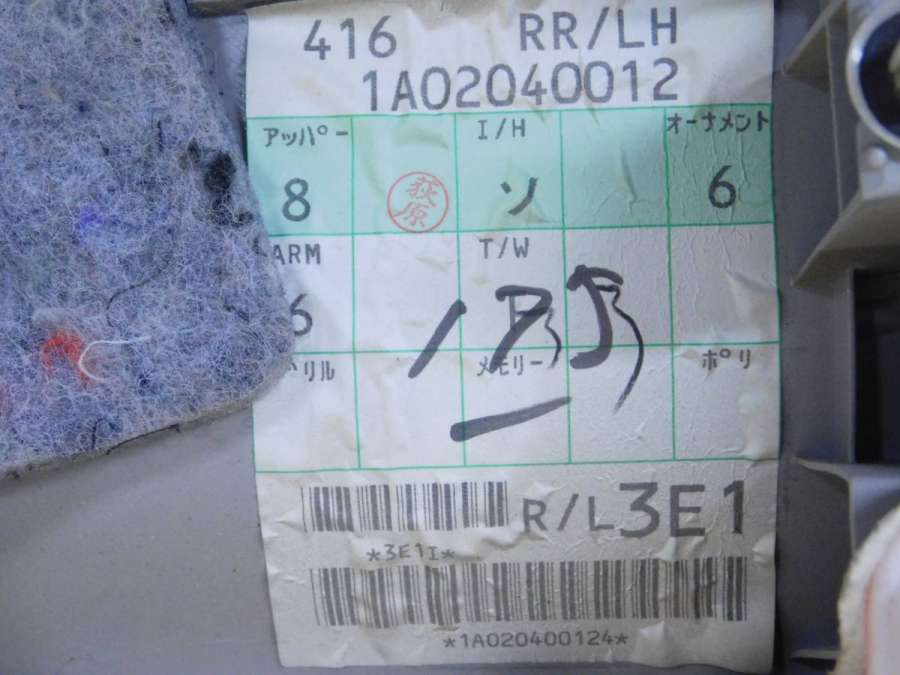 416 RR/LH
1A02040012
アッパー I/H オーナメント
8 荻原 ソ 6
ARM T/W
6
リル メモリー ポリ
R/L 3E1
*3E1I*
*1A020400124*